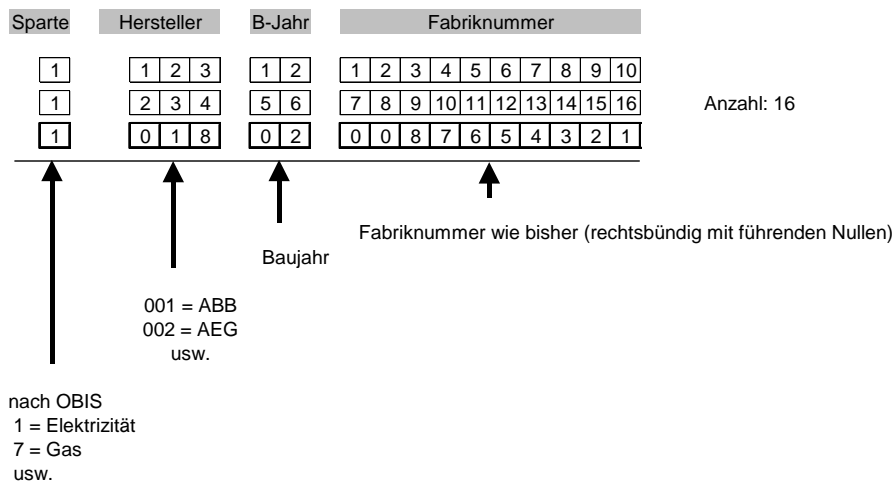 Sparte Hersteller B-Jahr Fabriknummer
1 1 2 3 1 2 1 2 3 4 5 6 7 8 9 10
1 2 3 4 5 6 7 8 9 10 11 12 13 14 15 16 Anzahl: 16
1 0 1 8 0 2 0 0 8 7 6 5 4 3 2 1
Fabriknummer wie bisher (rechtsbündig mit führenden Nullen)
Baujahr
001 = ABB
002 = AEG
usw.
nach OBIS
1 = Elektrizität
7 = Gas
usw.